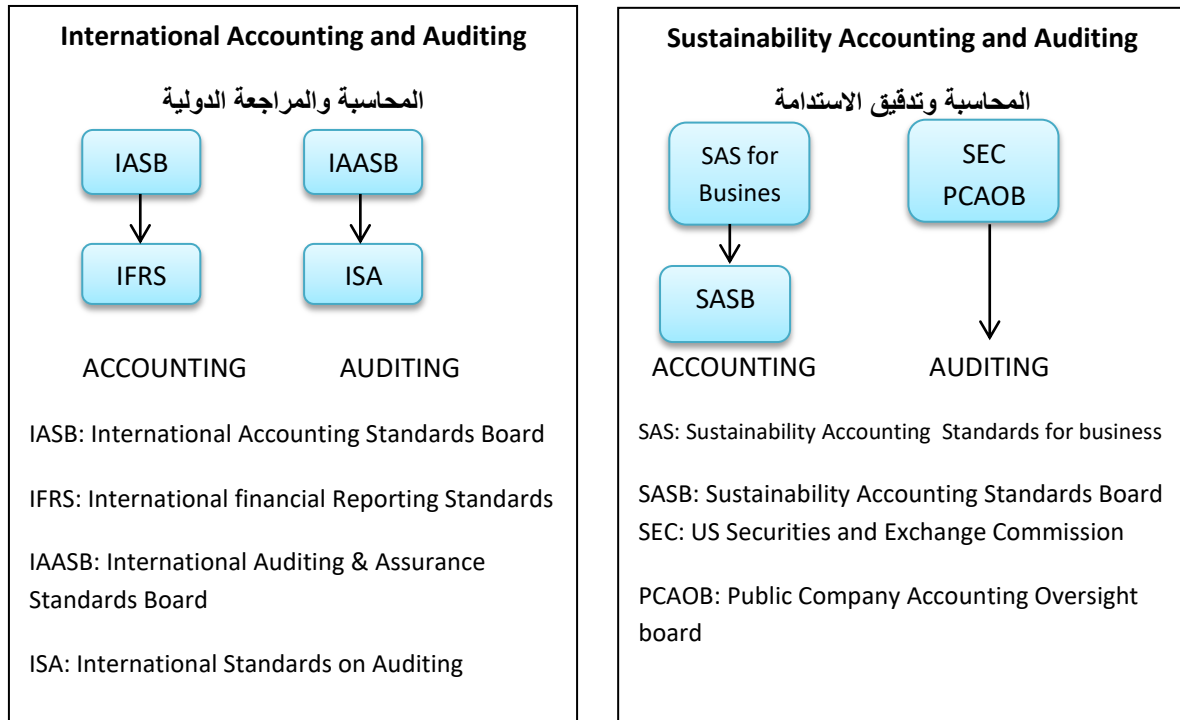 International Accounting and Auditing
المحاسبة والمراجعة الدولية
IASB
IAASB
IFRS
ISA
ACCOUNTING
AUDITING
IASB: International Accounting Standards Board
IFRS: International financial Reporting Standards
IAASB: International Auditing & Assurance
Standards Board
ISA: International Standards on Auditing
Sustainability Accounting and Auditing
المحاسبة وتدقيق الاستدامة
SAS for
Busines
SEC
PCAOB
SASB
ACCOUNTING
AUDITING
SAS: Sustainability Accounting Standards for business
SASB: Sustainability Accounting Standards Board
SEC: US Securities and Exchange Commission
PCAOB: Public Company Accounting Oversight
board